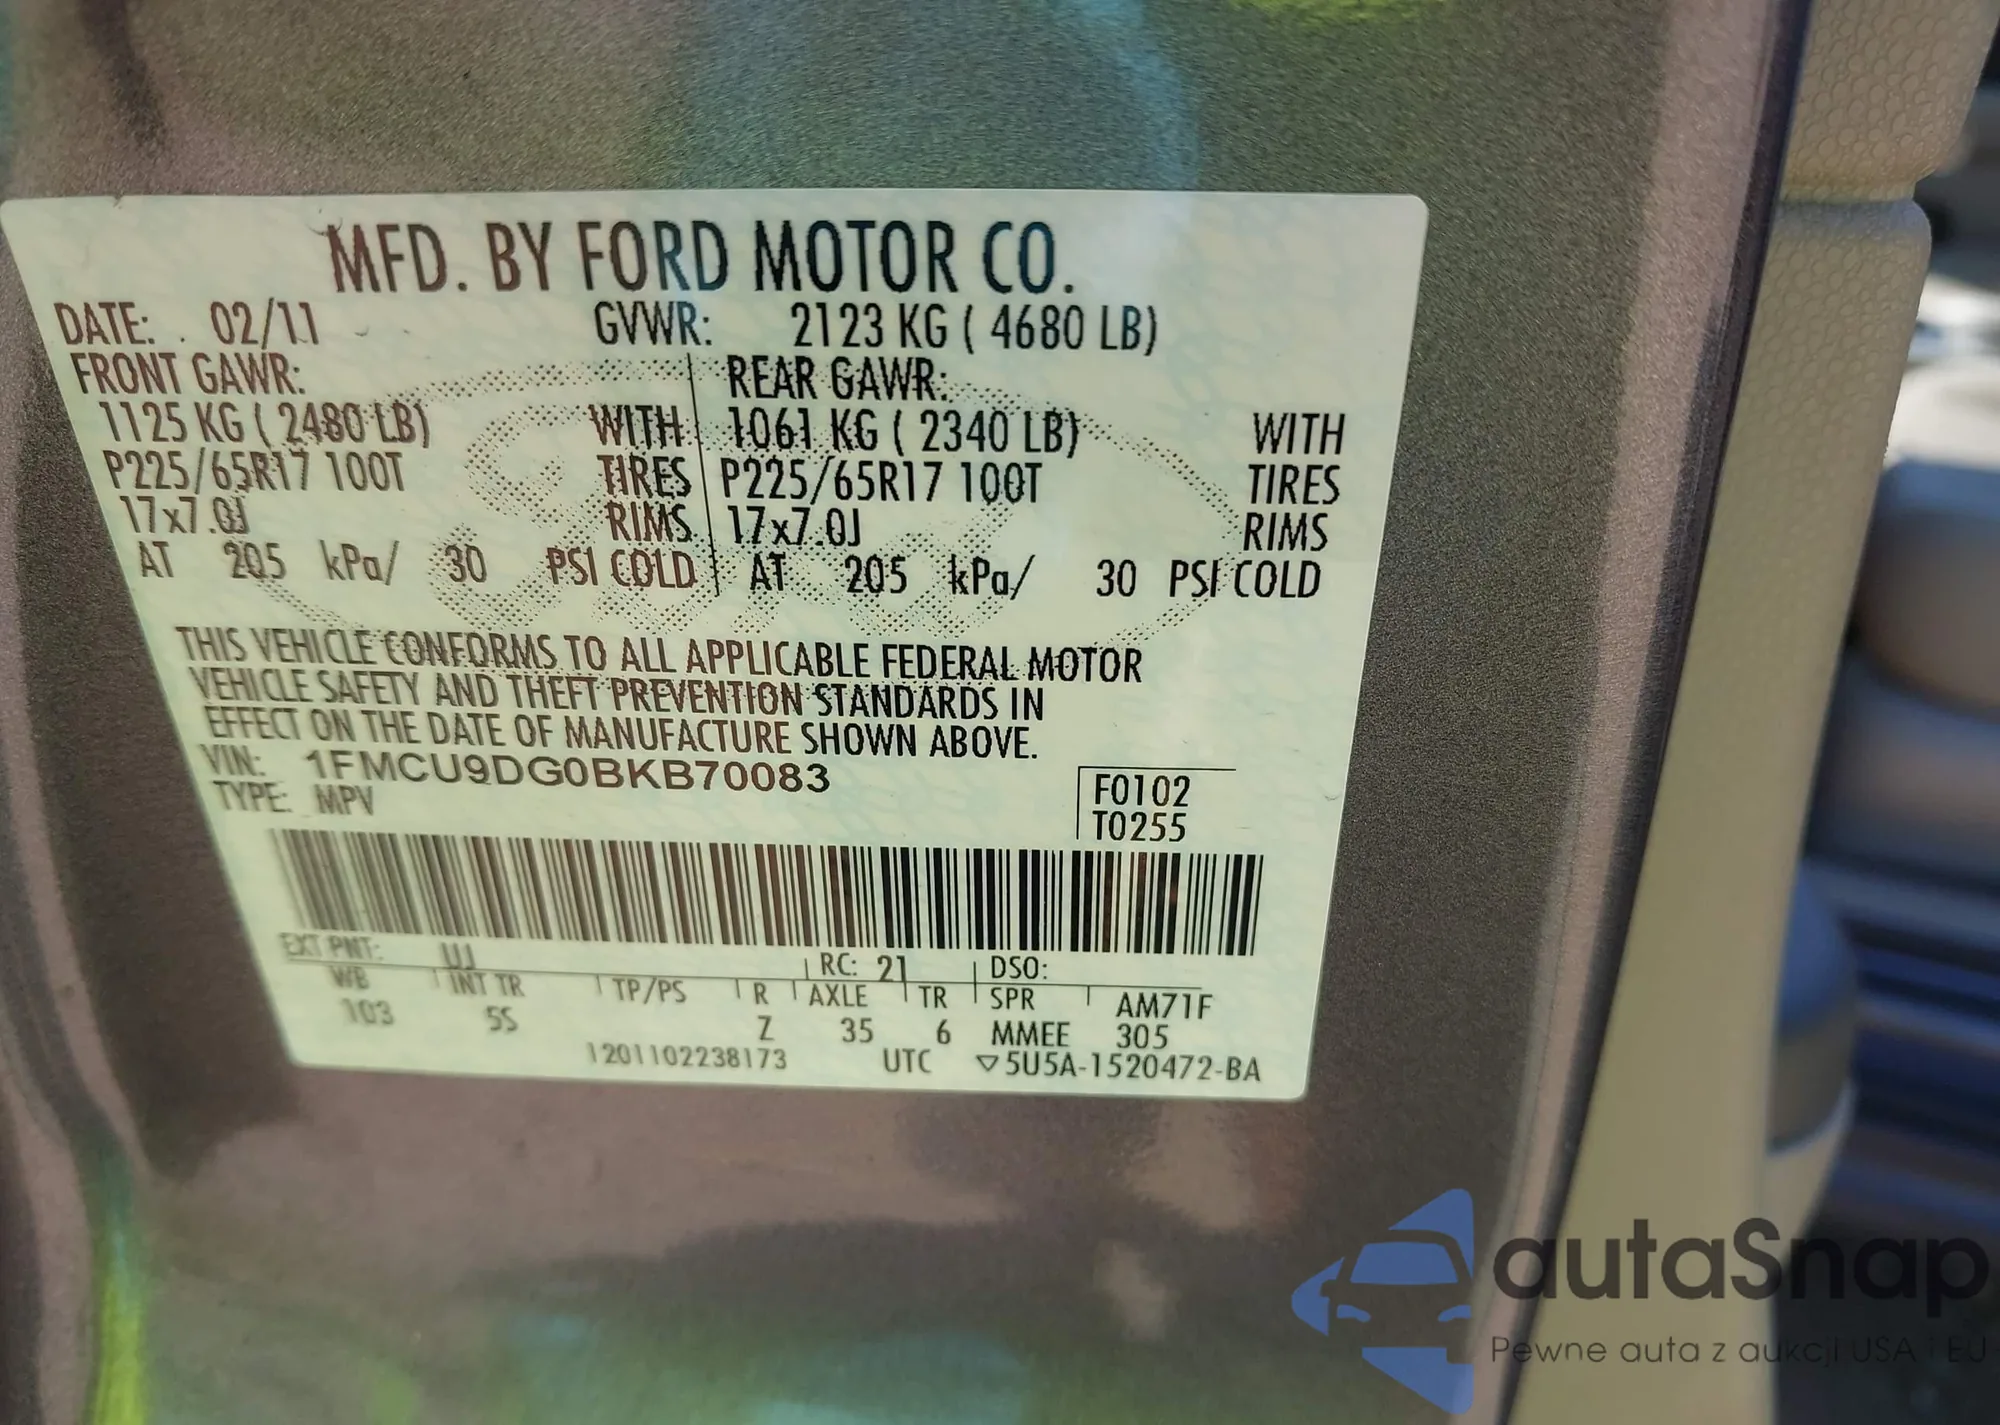 MFD. BY FORD MOTOR CO.
DATE: 02/11 GVWR: 2123 KG ( 4680 LB)
FRONT GAWR: REAR GAWR:
1125 KG ( 2480 LB) WITH 1061 KG ( 2340 LB) WITH
P225/65R17 100T TIRES P225/65R17 100T TIRES
17x7.0J RIMS 17x7.0J RIMS
AT 205 kPa/ 30 PSI COLD AT 205 kPa/ 30 PSI COLD
THIS VEHICLE CONFORMS TO ALL APPLICABLE FEDERAL MOTOR
VEHICLE SAFETY AND THEFT PREVENTION STANDARDS IN
EFFECT ON THE DATE OF MANUFACTURE SHOWN ABOVE.
VIN: 1FMCU9DG0BKB70083
TYPE: MPV
F0102
T0255
EXT PNT: UJ RC: 21 DSO:
WB INT TR TP/PS R AXLE TR SPR AM71F
103 5S Z 35 6 MMEE 305
1201102238173 UTC ▽5U5A-1520472-BA
autaSnap
Pewne auta z aukcji USA i EU